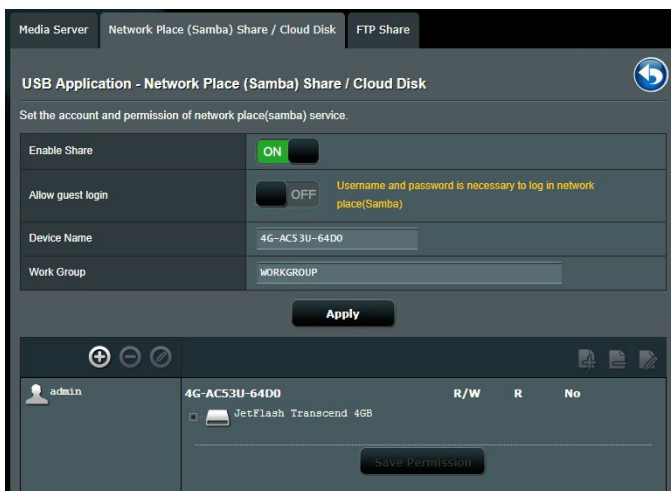 Media Server Network Place (Samba) Share / Cloud Disk FTP Share
USB Application - Network Place (Samba) Share / Cloud Disk
Set the account and permission of network place(samba) service.
Enable Share ON
Allow guest login OFF Username and password is necessary to log in network
place(Samba)
Device Name 4G-AC53U-64D0
Work Group WORKGROUP
Apply
admin 4G-AC53U-64D0 R/W R No
JetFlash Transcend 4GB
Save Permission